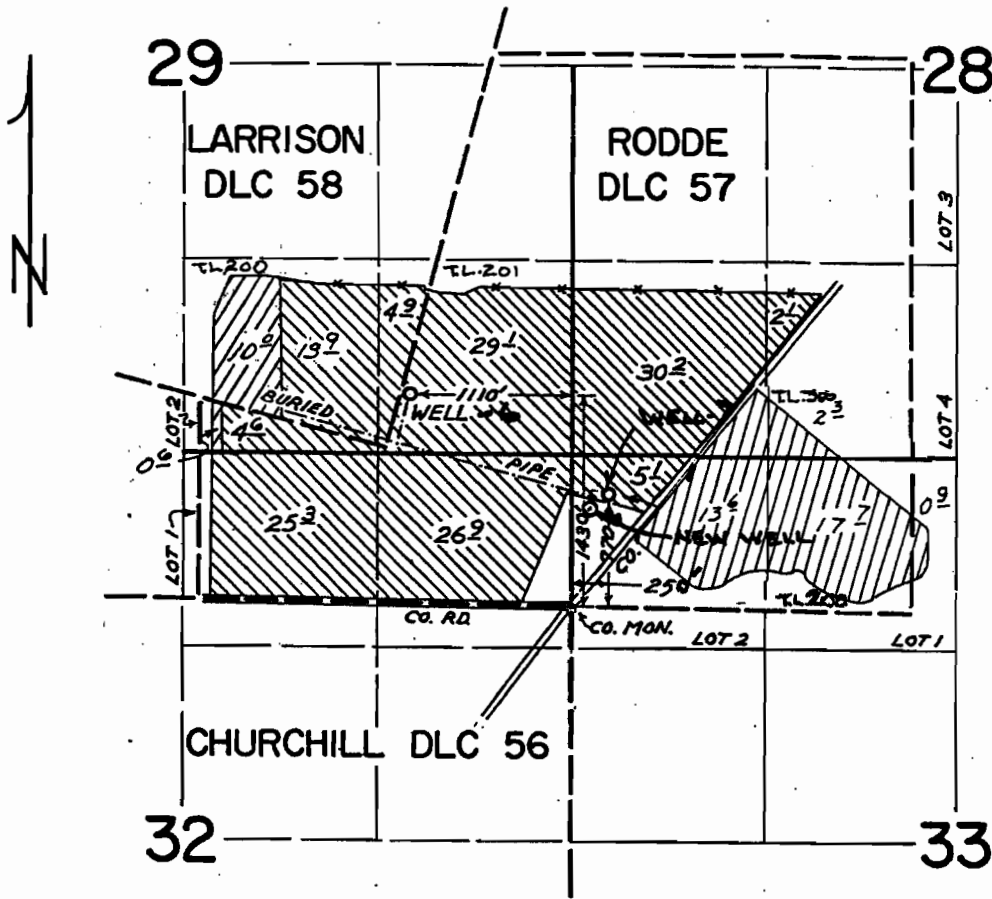 29
28
LARRISON
DLC 58
RODDE
DLC 57
N
LOT 3
T.L. 200
T.L. 201
4 9
2 1
10 0
13 9
29 1
30 2
1110'
WELL
BURIED
PIPE
WELL
T.L. 300
2 3
LOT 2
LOT 4
4 6
0 6
5 1
25 3
26 9
13 6
17 7
0 9
NEW WELL
1430'
LOT 1
CO.
250'
T.L. 200
CO. RD.
CO. MON.
LOT 2
LOT 1
CHURCHILL DLC 56
32
33